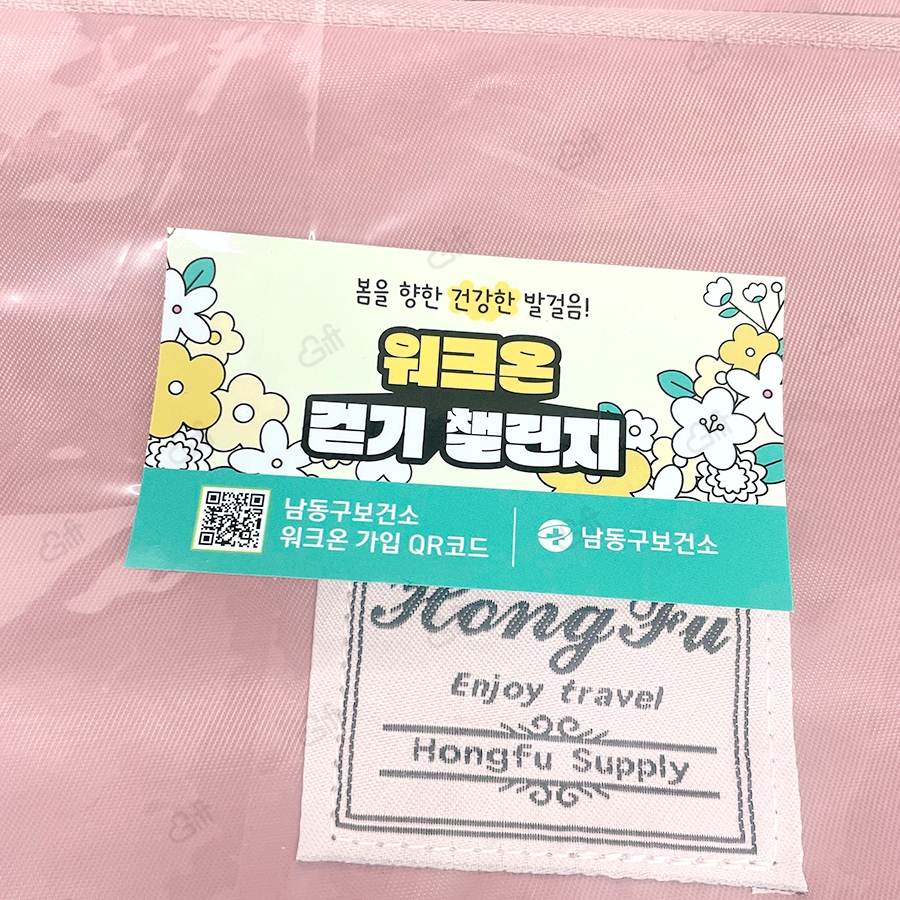 봄을 향한 건강한 발걸음!
워크온
걷기 챌린지
남동구보건소
워크온 가입 QR코드
남동구보건소
HongFu
Enjoy travel
HongFu Supply
Gift